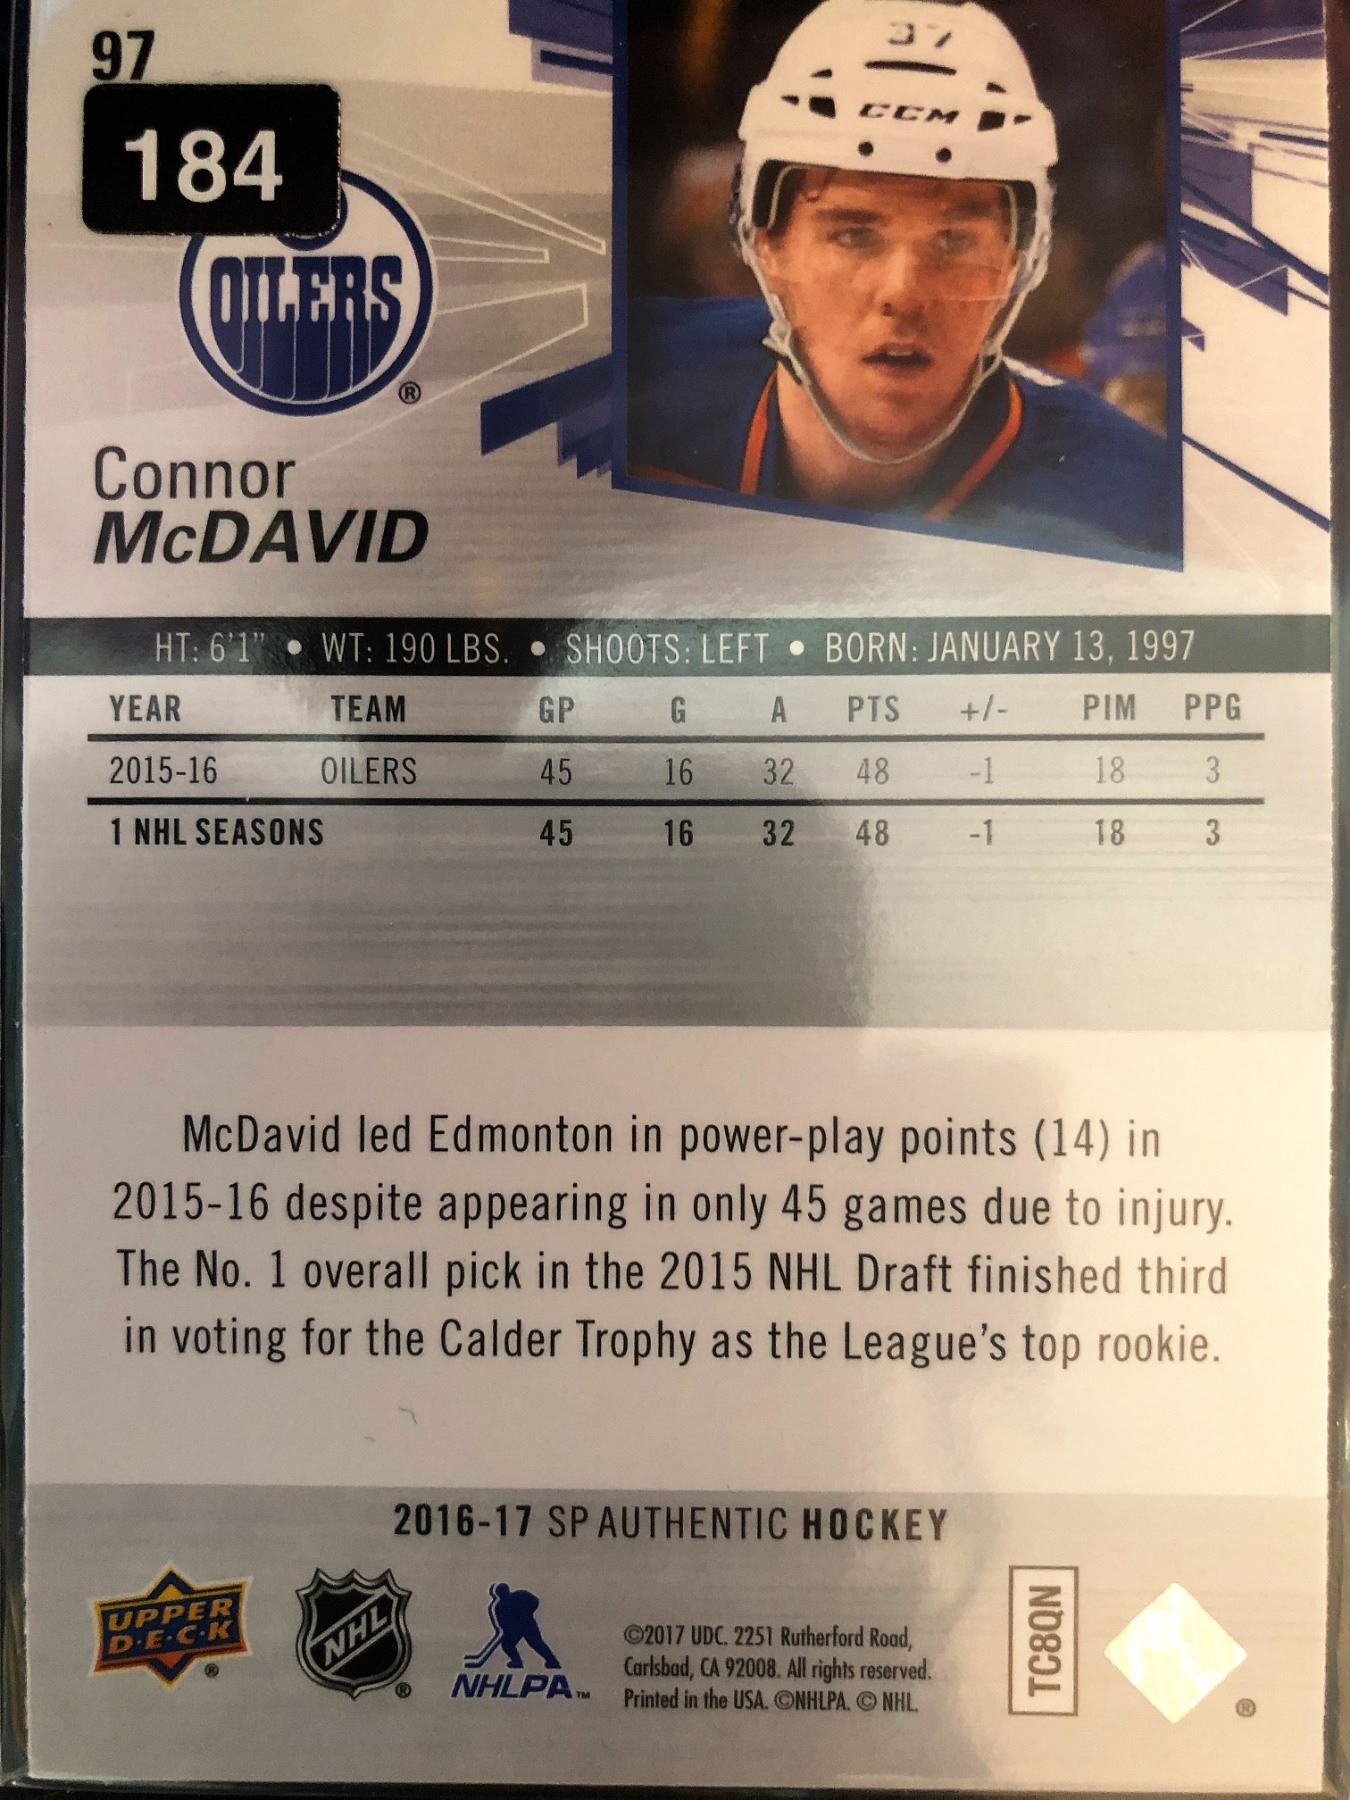 97
184
37
CCM
OILERS
®
Connor
McDAVID
HT: 6'1" • WT: 190 LBS. • SHOOTS: LEFT • BORN: JANUARY 13, 1997
YEAR TEAM GP G A PTS +/- PIM PPG
2015-16 OILERS 45 16 32 48 -1 18 3
1 NHL SEASONS 45 16 32 48 -1 18 3
McDavid led Edmonton in power-play points (14) in
2015-16 despite appearing in only 45 games due to injury.
The No. 1 overall pick in the 2015 NHL Draft finished third
in voting for the Calder Trophy as the League's top rookie.
2016-17 SP AUTHENTIC HOCKEY
UPPER
D·E·C·K
®
NHL
®
NHLPA™
©2017 UDC. 2251 Rutherford Road,
Carlsbad, CA 92008. All rights reserved.
Printed in the USA. ©NHLPA. © NHL.
TC8QN
®